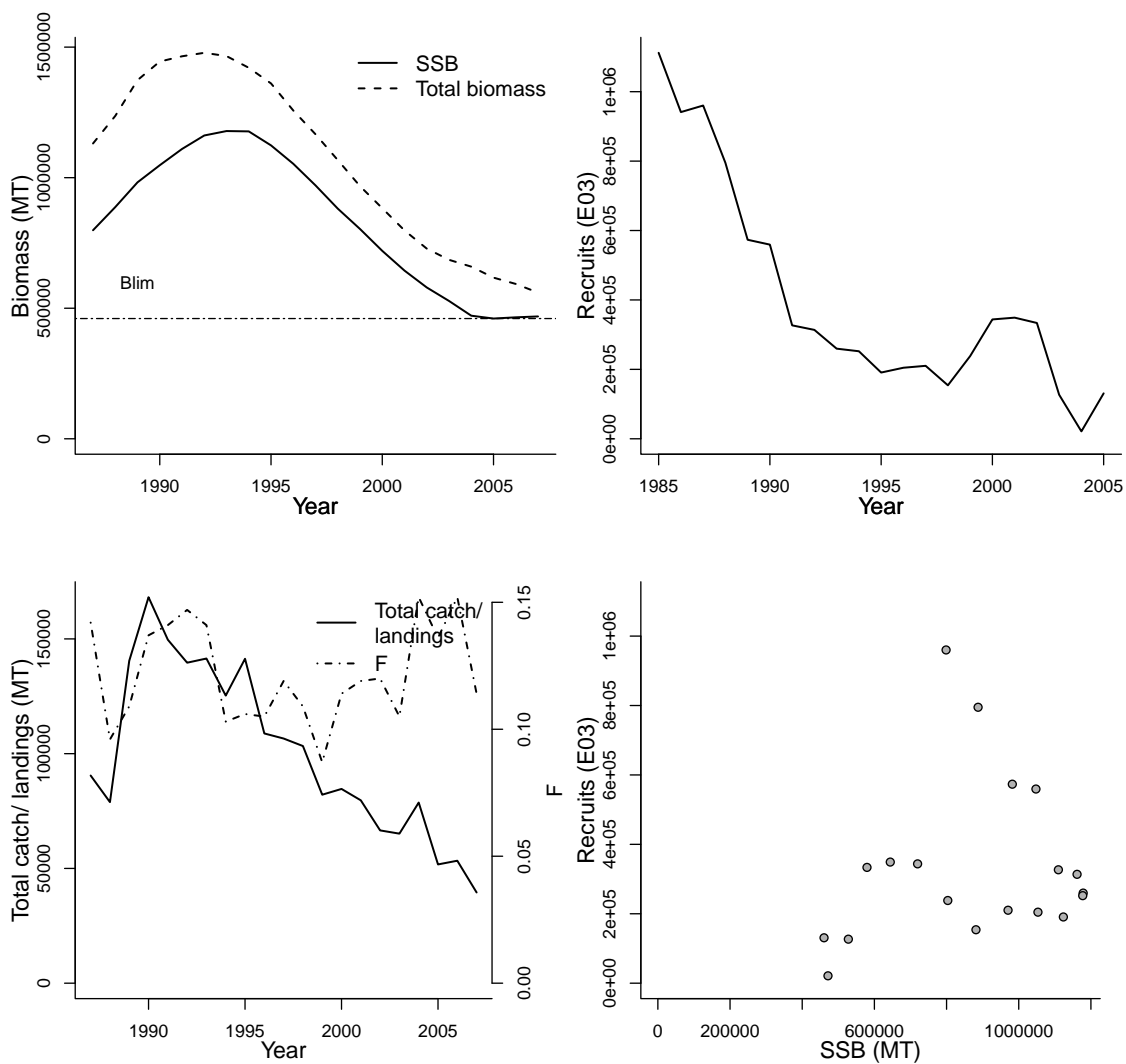 SSB
Total biomass
Blim
Biomass (MT)
0
500000
1000000
1500000
1990
1995
2000
2005
Year
Recruits (E03)
0e+00
2e+05
4e+05
6e+05
8e+05
1e+06
1985
1990
1995
2000
2005
Year
Total catch/
landings
F
Total catch/ landings (MT)
0
50000
100000
150000
0.00
0.05
0.10
0.15
F
1990
1995
2000
2005
Year
Recruits (E03)
0e+00
2e+05
4e+05
6e+05
8e+05
1e+06
0
200000
600000
1000000
SSB (MT)